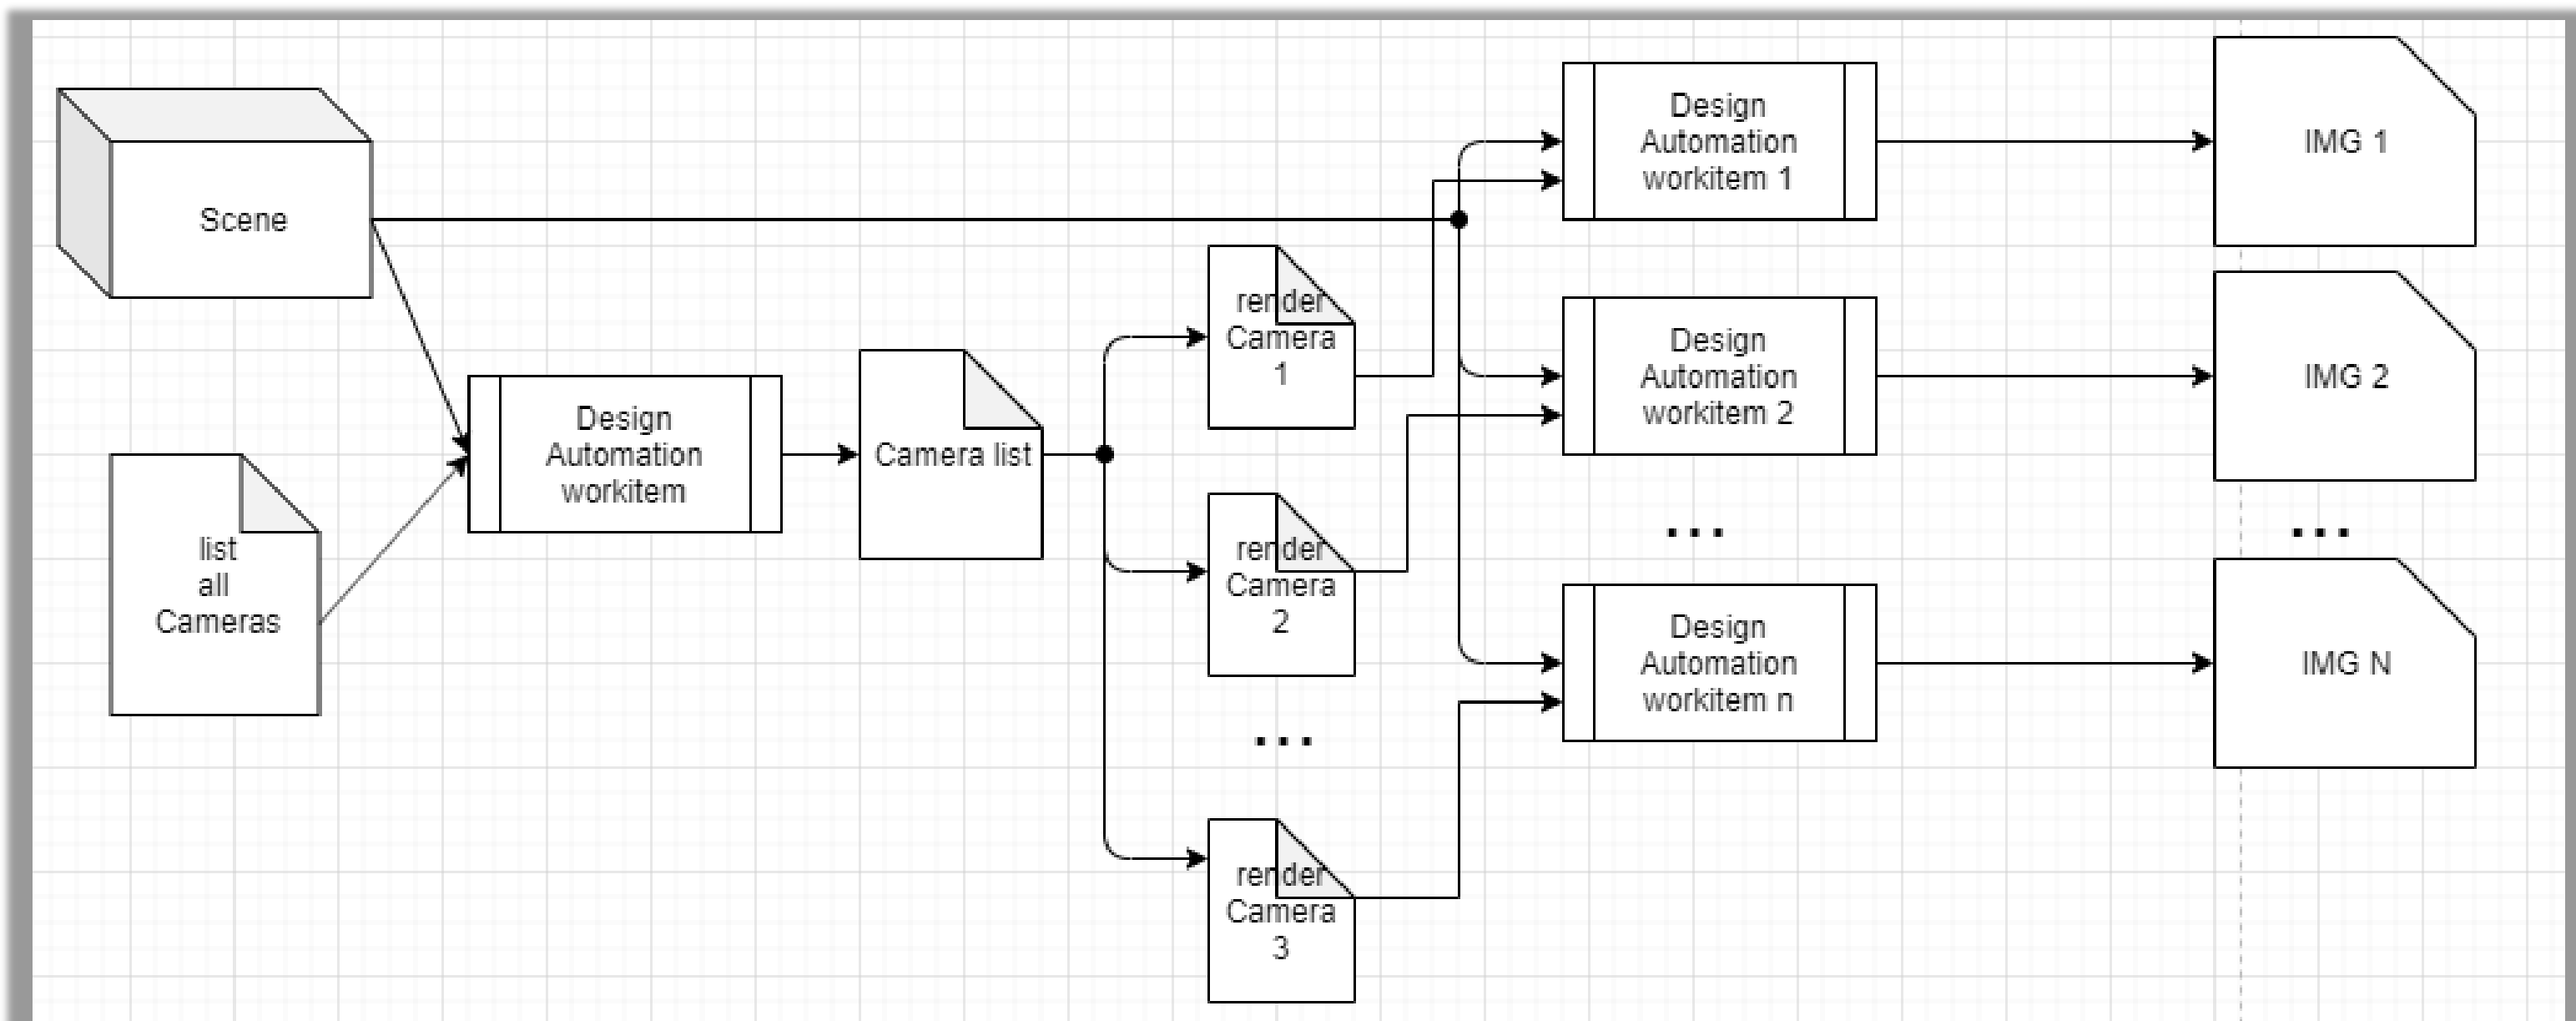 Scene
list
all
Cameras
Design
Automation
workitem
Camera list
render
Camera
1
render
Camera
2
...
render
Camera
3
Design
Automation
workitem 1
Design
Automation
workitem 2
...
Design
Automation
workitem n
IMG 1
IMG 2
...
IMG N